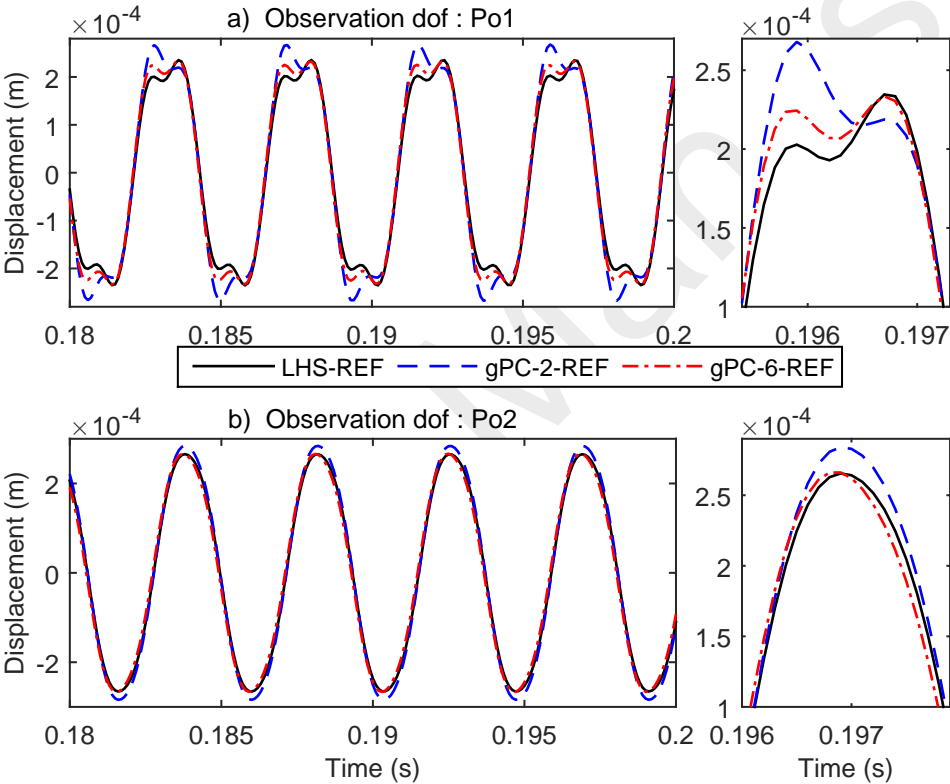 a) Observation dof : Po1
×10⁻⁴
×10⁻⁴
Displacement (m)
2
1
0
-1
-2
0.18 0.185 0.19 0.195 0.2
2.5
2
1.5
1
0.196 0.197
LHS-REF gPC-2-REF gPC-6-REF
b) Observation dof : Po2
×10⁻⁴
×10⁻⁴
Displacement (m)
2
0
-2
0.18 0.185 0.19 0.195 0.2
Time (s)
2.5
2
1.5
1
0.196 0.197
Time (s)